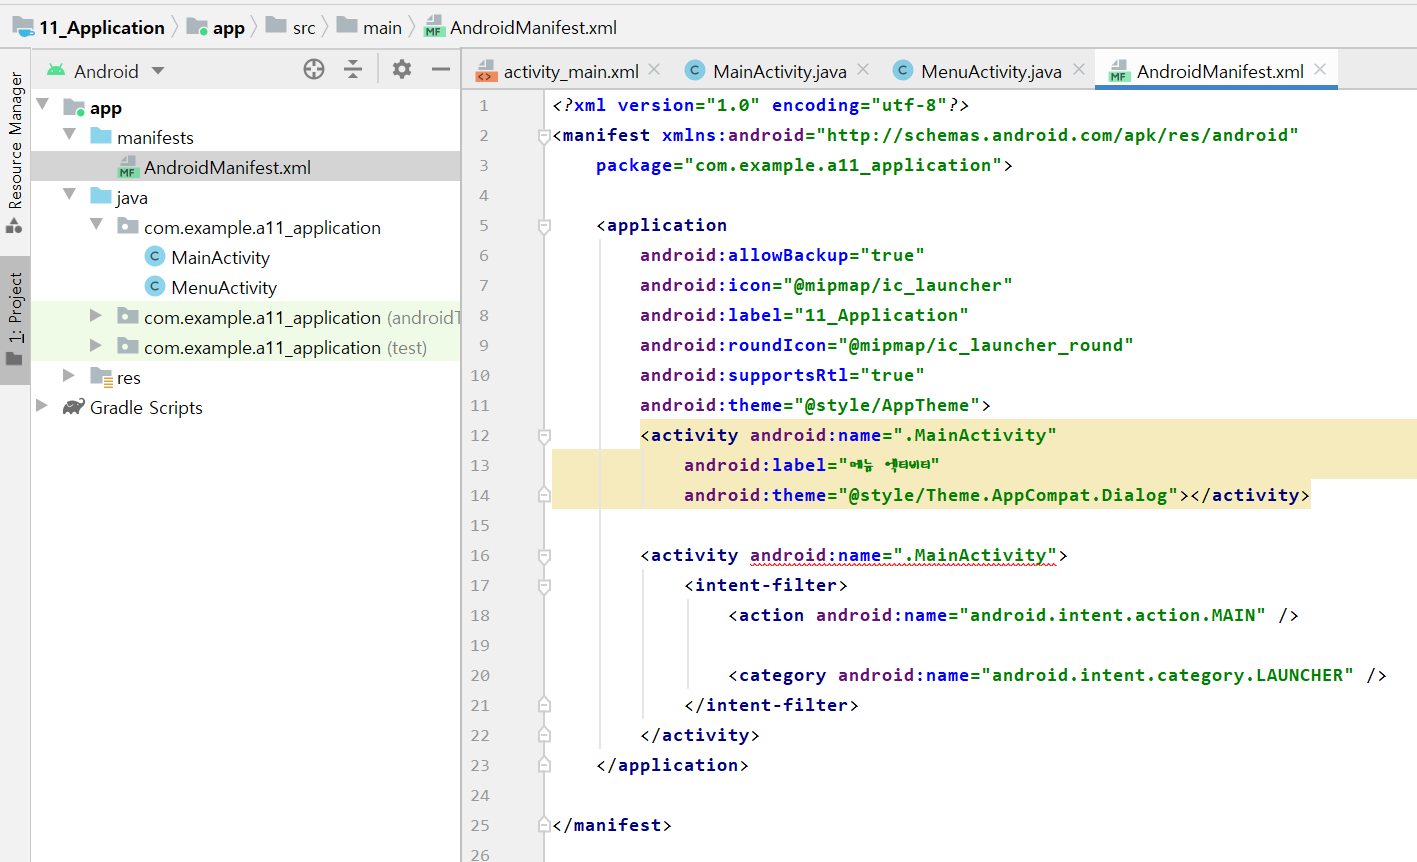 11_Application app src main AndroidManifest.xml
Android
activity_main.xml MainActivity.java MenuActivity.java AndroidManifest.xml
Resource Manager
1: Project
app
manifests
AndroidManifest.xml
java
com.example.a11_application
MainActivity
MenuActivity
com.example.a11_application (androidT
com.example.a11_application (test)
res
Gradle Scripts
1 <?xml version="1.0" encoding="utf-8"?>
2 <manifest xmlns:android="http://schemas.android.com/apk/res/android"
3 package="com.example.a11_application">
4
5 <application
6 android:allowBackup="true"
7 android:icon="@mipmap/ic_launcher"
8 android:label="11_Application"
9 android:roundIcon="@mipmap/ic_launcher_round"
10 android:supportsRtl="true"
11 android:theme="@style/AppTheme">
12 <activity android:name=".MainActivity"
13 android:label="메뉴 액티비티"
14 android:theme="@style/Theme.AppCompat.Dialog"></activity>
15
16 <activity android:name=".MainActivity">
17 <intent-filter>
18 <action android:name="android.intent.action.MAIN" />
19
20 <category android:name="android.intent.category.LAUNCHER" />
21 </intent-filter>
22 </activity>
23 </application>
24
25 </manifest>
26